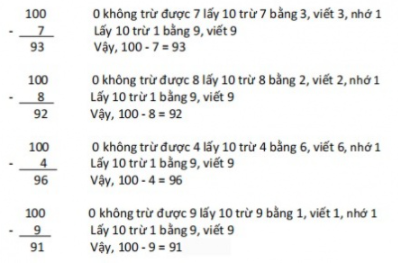 100 0 không trừ được 7 lấy 10 trừ 7 bằng 3, viết 3, nhớ 1
- 7 Lấy 10 trừ 1 bằng 9, viết 9
93 Vậy, 100 - 7 = 93
100 0 không trừ được 8 lấy 10 trừ 8 bằng 2, viết 2, nhớ 1
- 8 Lấy 10 trừ 1 bằng 9, viết 9
92 Vậy, 100 - 8 = 92
100 0 không trừ được 4 lấy 10 trừ 4 bằng 6, viết 6, nhớ 1
- 4 Lấy 10 trừ 1 bằng 9, viết 9
96 Vậy, 100 - 4 = 96
100 0 không trừ được 9 lấy 10 trừ 9 bằng 1, viết 1, nhớ 1
- 9 Lấy 10 trừ 1 bằng 9, viết 9
91 Vậy, 100 - 9 = 91